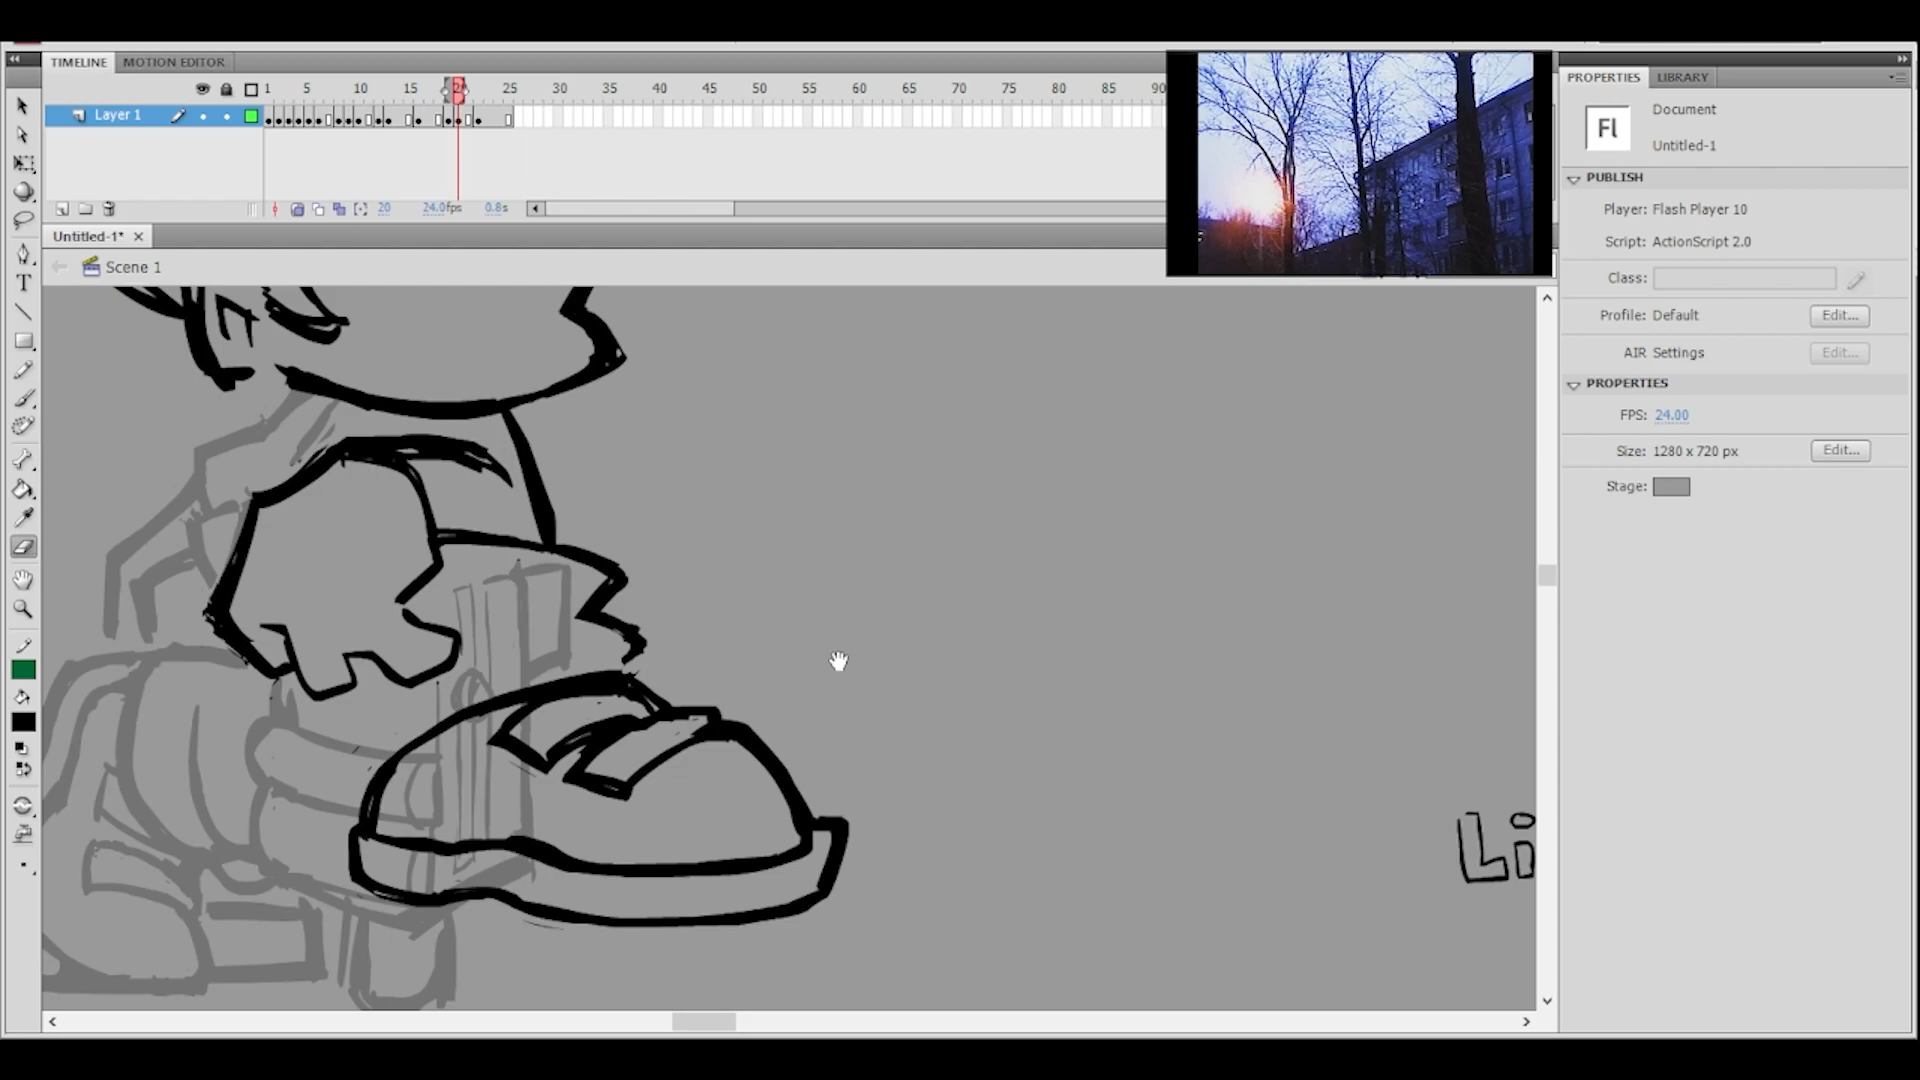 TIMELINE MOTION EDITOR
1 5 10 15 20 25 30 35 40 45 50 55 60 65 70 75 80 85 90
Layer 1
20 24.0fps 0.8s
Untitled-1*
Scene 1
PROPERTIES LIBRARY
Fl
Document
Untitled-1
PUBLISH
Player: Flash Player 10
Script: ActionScript 2.0
Class:
Profile: Default Edit...
AIR Settings Edit...
PROPERTIES
FPS: 24.00
Size: 1280 x 720 px Edit...
Stage:
T
Li